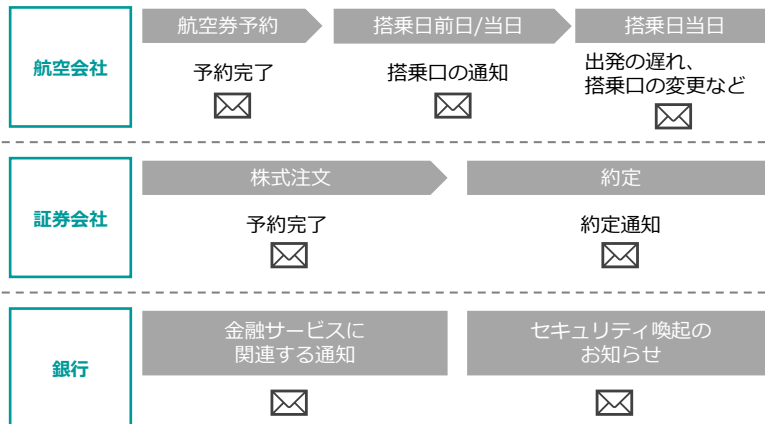 航空会社
航空券予約
搭乗日前日/当日
搭乗日当日
予約完了
搭乗口の通知
出発の遅れ、
搭乗口の変更など
証券会社
株式注文
約定
予約完了
約定通知
銀行
金融サービスに
関連する通知
セキュリティ喚起の
お知らせ